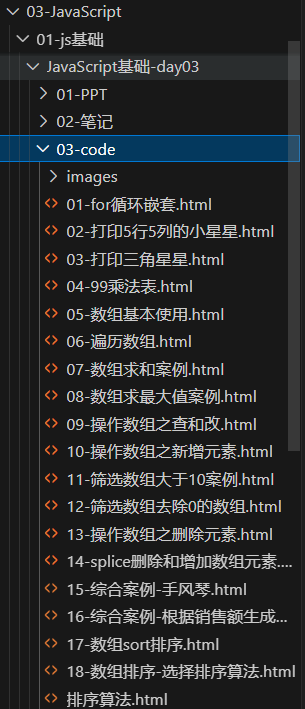 03-JavaScript
01-js基础
JavaScript基础-day03
01-PPT
02-笔记
03-code
images
01-for循环嵌套.html
02-打印5行5列的小星星.html
03-打印三角星星.html
04-99乘法表.html
05-数组基本使用.html
06-遍历数组.html
07-数组求和案例.html
08-数组求最大值案例.html
09-操作数组之查和改.html
10-操作数组之新增元素.html
11-筛选数组大于10案例.html
12-筛选数组去除0的数组.html
13-操作数组之删除元素.html
14-splice删除和增加数组元素....
15-综合案例-手风琴.html
16-综合案例-根据销售额生成...
17-数组sort排序.html
18-数组排序-选择排序算法.html
排序算法.html